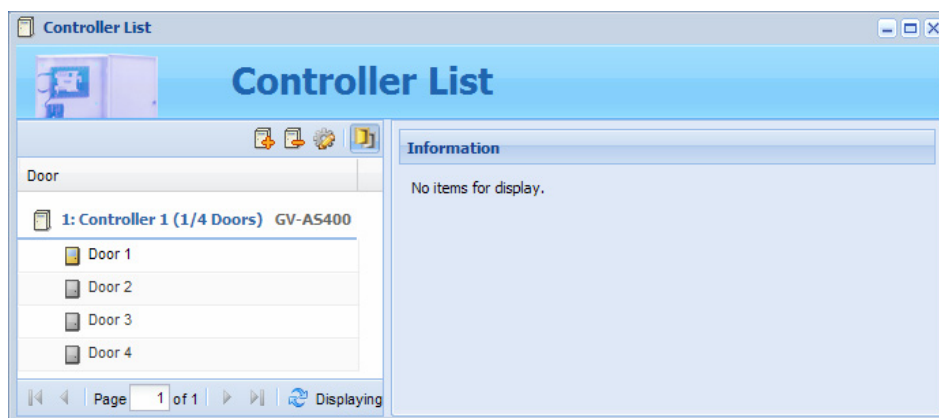 Controller List
Controller List
Information
Door
No items for display.
1: Controller 1 (1/4 Doors) GV-AS400
Door 1
Door 2
Door 3
Door 4
Page 1 of 1 Displaying